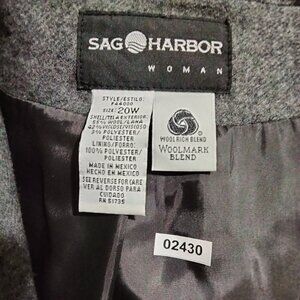 SAG HARBOR
WOMAN
STYLE/ESTILO:
F44000
SIZE: 20W
SHELL/TELA EXTERIOR:
55% WOOL/LANA
42% VISCOSE/VISCOSO
3% POLYESTER/
POLIESTER
LINING/FORRO:
100% POLYESTER/
POLIESTER
MADE IN MEXICO
HECHO EN MEXICO
SEE REVERSE FOR CARE
VER AL DORSO PARA
CUIDADO
RN 51735
WOOL RICH BLEND
WOOLMARK
BLEND
02430